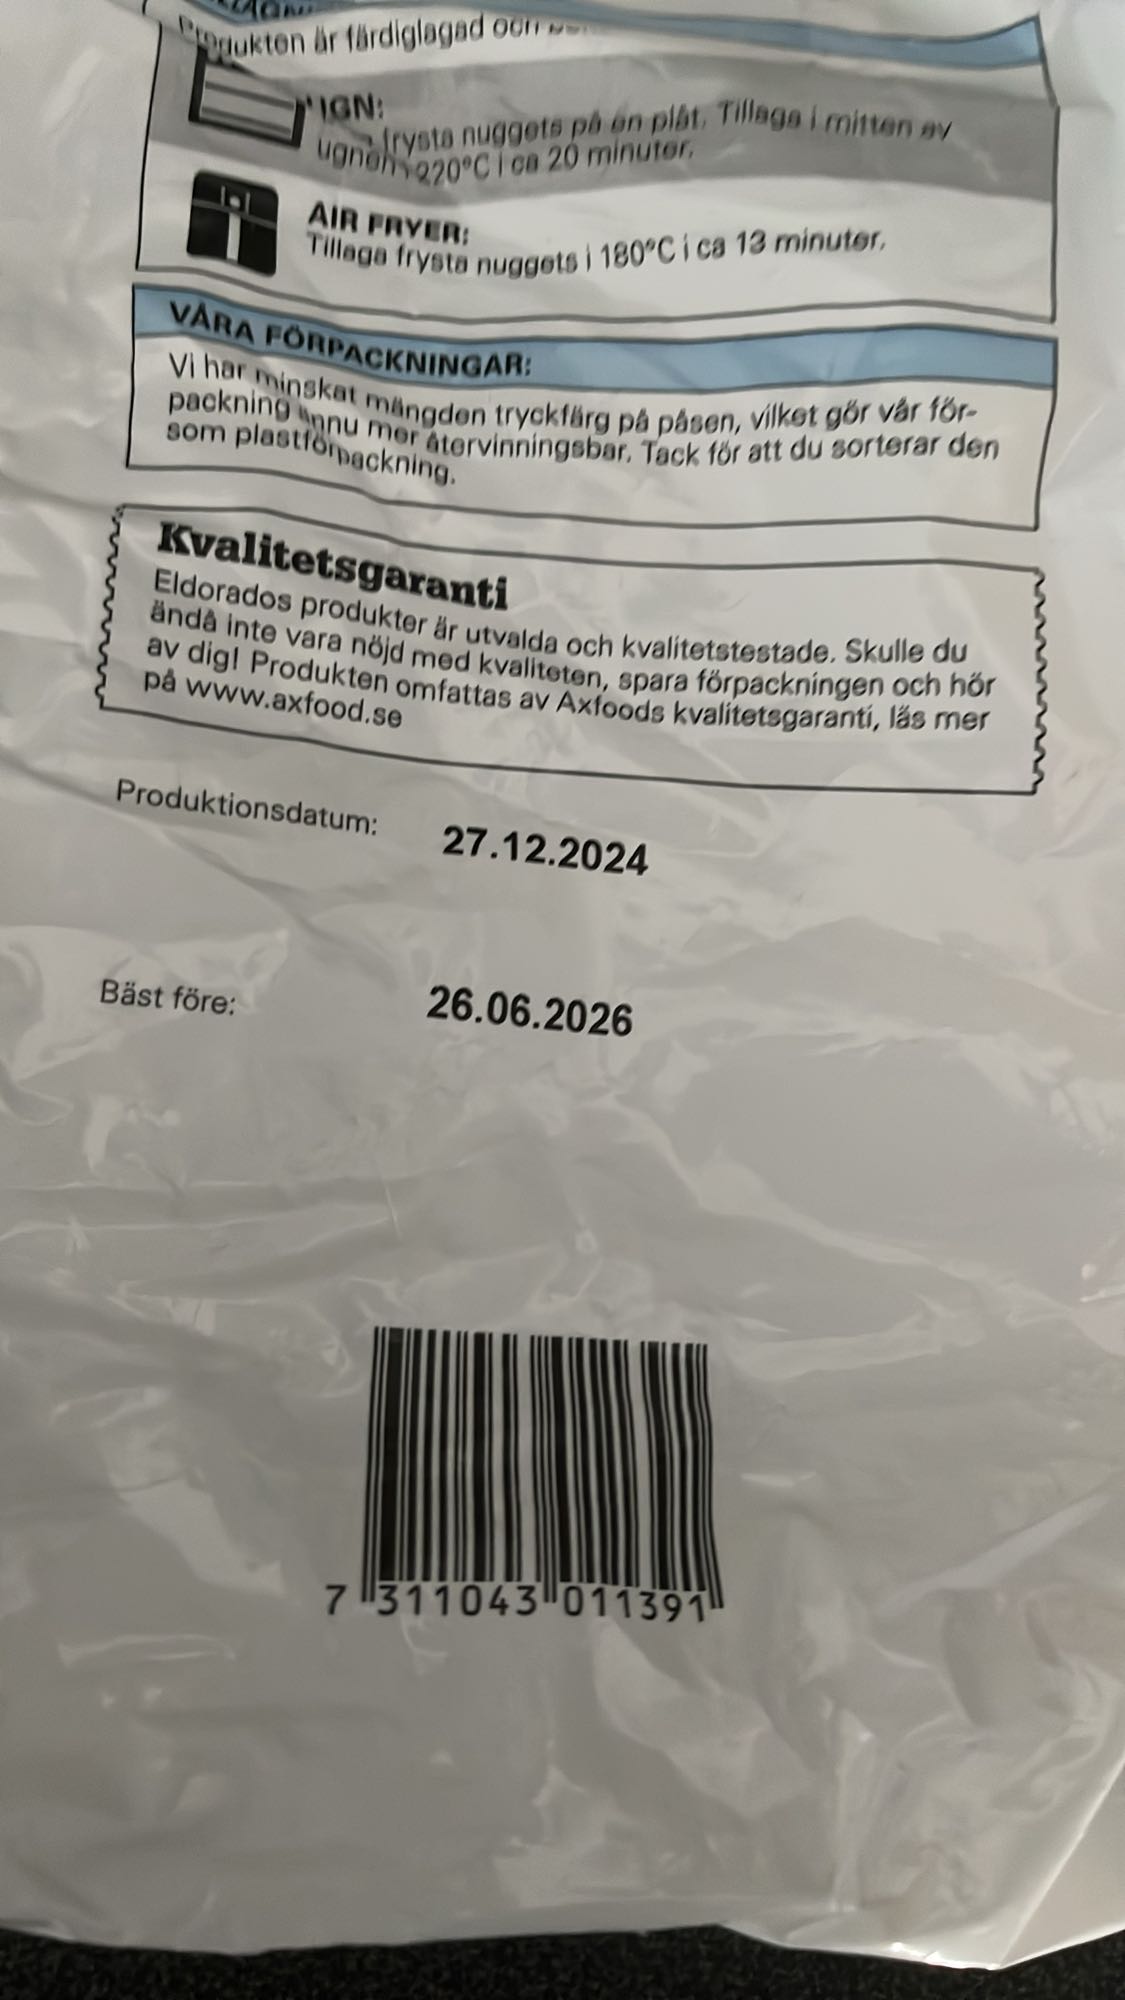 Produkten är färdiglagad och
UGN:
frysta nuggets på en plåt. Tillaga i mitten av
ugnen 220°C i ca 20 minuter.
AIR FRYER:
Tillaga frysta nuggets i 180°C i ca 13 minuter.
VÅRA FÖRPACKNINGAR:
Vi har minskat mängden tryckfärg på påsen, vilket gör vår för-
packning ännu mer återvinningsbar. Tack för att du sorterar den
som plastförpackning.
Kvalitetsgaranti
Eldorados produkter är utvalda och kvalitetstestade. Skulle du
ändå inte vara nöjd med kvaliteten, spara förpackningen och hör
av dig! Produkten omfattas av Axfoods kvalitetsgaranti, läs mer
på www.axfood.se
Produktionsdatum: 27.12.2024
Bäst före: 26.06.2026
7 311043 011391